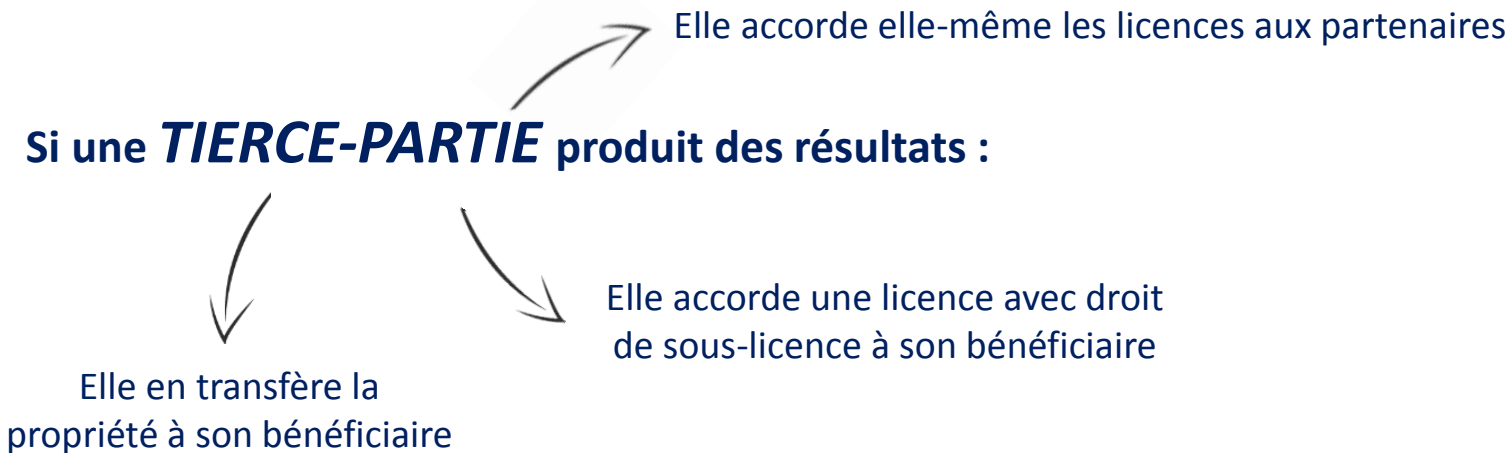 Elle accorde elle-même les licences aux partenaires
Si une TIERCE-PARTIE produit des résultats :
Elle accorde une licence avec droit
de sous-licence à son bénéficiaire
Elle en transfère la
propriété à son bénéficiaire